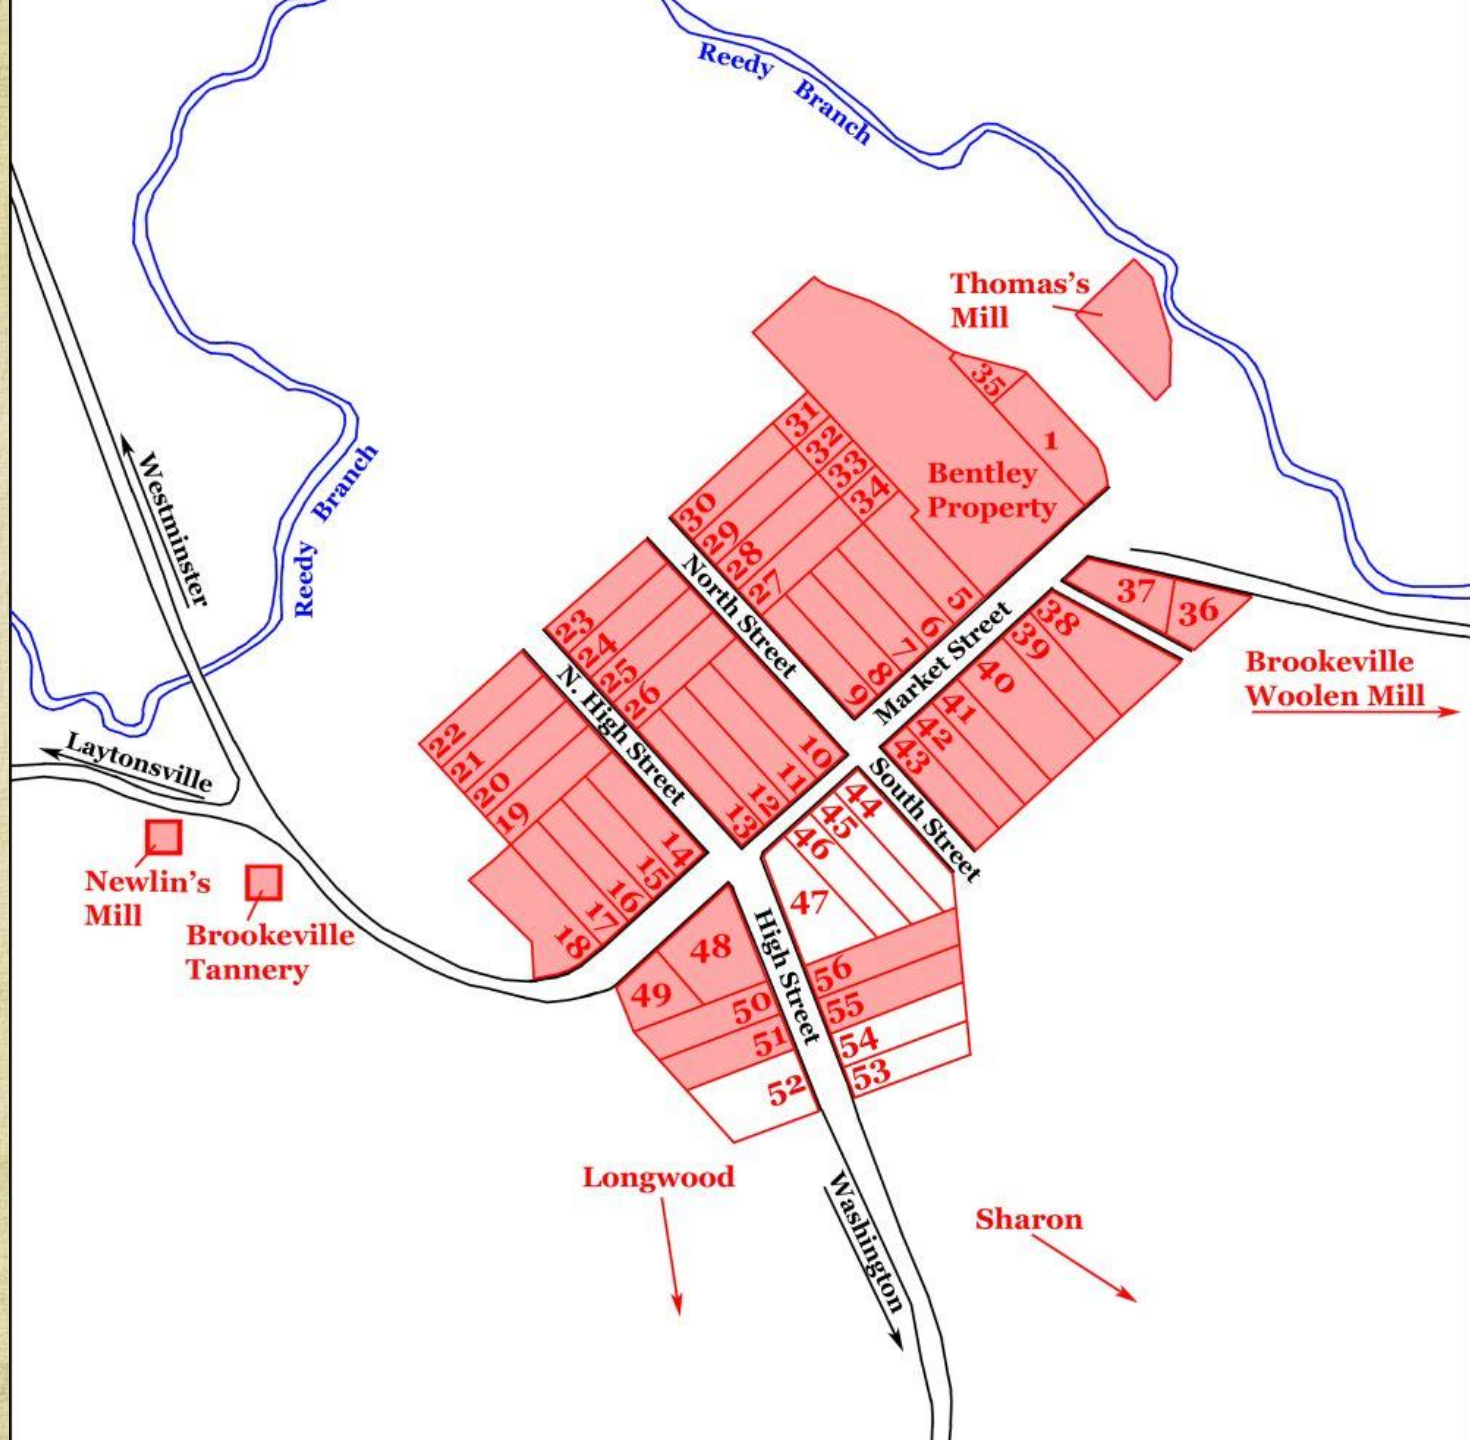 Reedy
Branch
Thomas's
Mill
35
1
31
32
33
34
Bentley
Property
30
29
28
27
5
6
7
8
9
Westminster
Reedy
Branch
North Street
Market Street
37
36
38
39
40
41
42
43
Brookeville
Woolen Mill
23
24
25
26
N. High Street
10
11
12
13
22
21
20
19
14
15
16
17
18
Laytonsville
Newlin's
Mill
Brookeville
Tannery
South Street
44
45
46
47
High Street
48
49
50
51
52
56
55
54
53
Longwood
Washington
Sharon